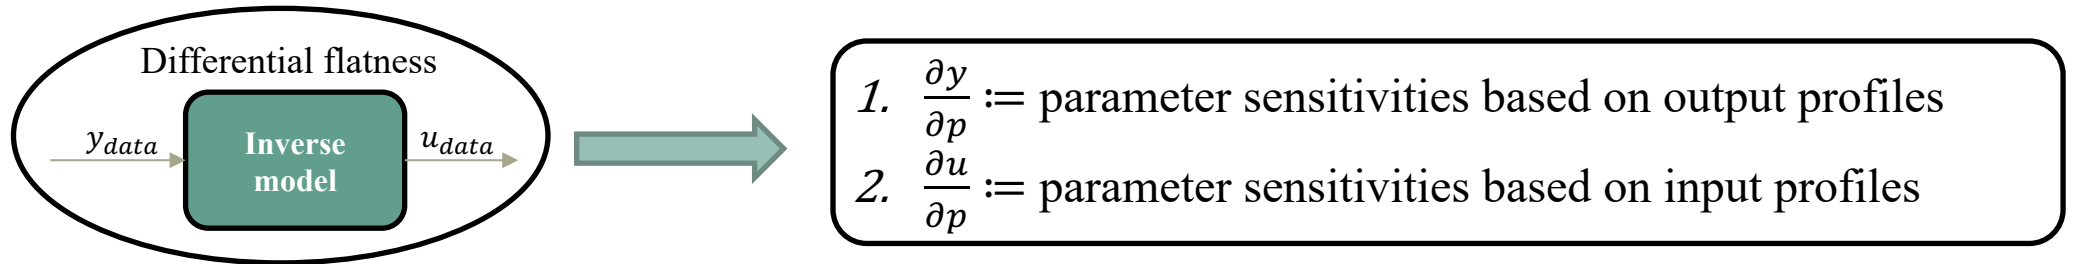 Differential flatness
y_data
Inverse
model
u_data
1. ∂y/∂p := parameter sensitivities based on output profiles
2. ∂u/∂p := parameter sensitivities based on input profiles